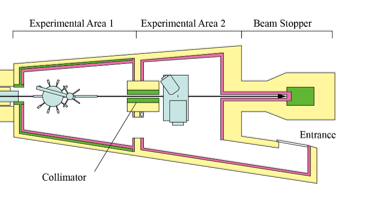 Experimental Area 1
Experimental Area 2
Beam Stopper
Entrance
Collimator